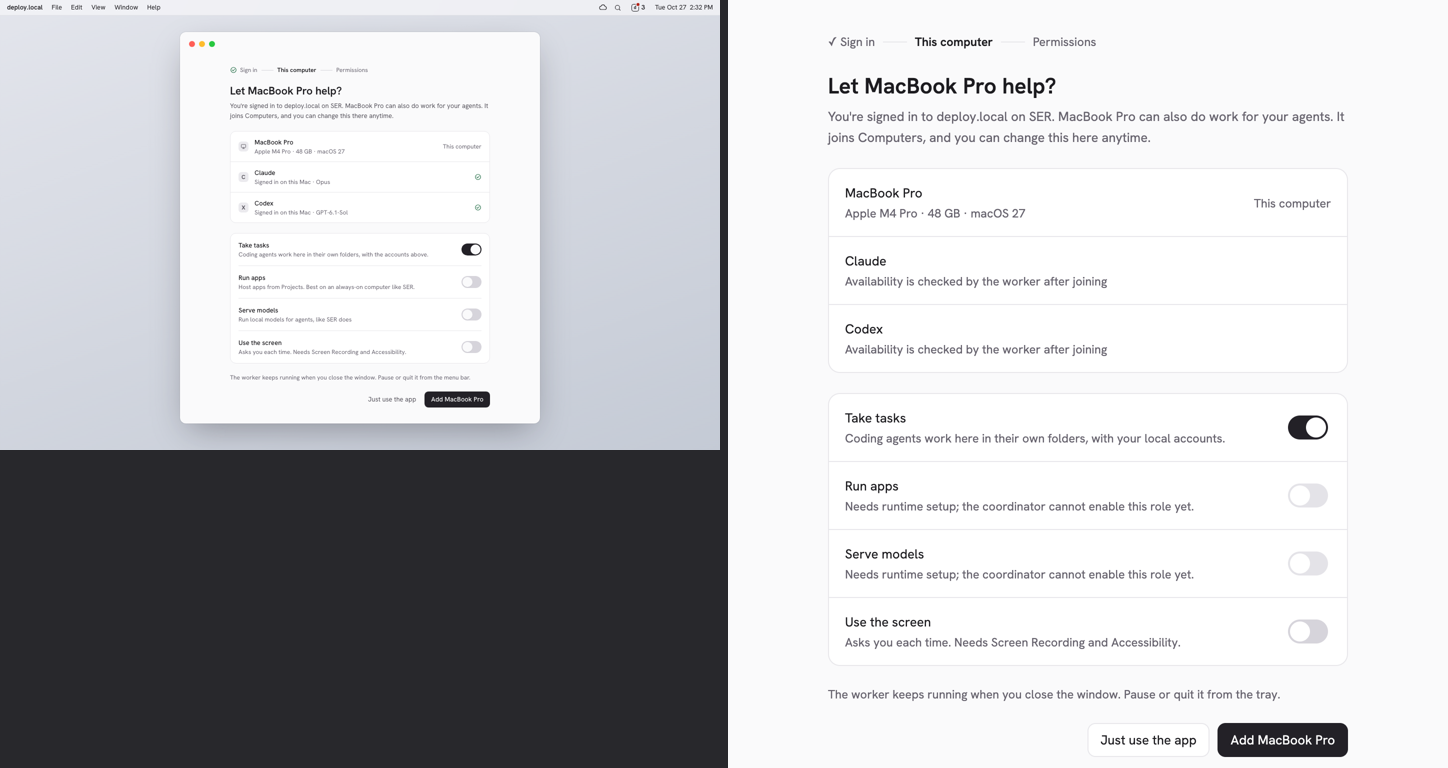 deploy.local File Edit View Window Help 3 Tue Oct 27 2:32 PM
Sign in This computer Permissions
Let MacBook Pro help?
You're signed in to deploy.local on SER. MacBook Pro can also do work for your agents. It
joins Computers, and you can change this there anytime.
MacBook Pro
Apple M4 Pro · 48 GB · macOS 27
This computer
C
Claude
Signed in on this Mac · Opus
X
Codex
Signed in on this Mac · GPT-6.1-Sol
Take tasks
Coding agents work here in their own folders, with the accounts above.
Run apps
Host apps from Projects. Best on an always-on computer like SER.
Serve models
Run local models for agents, like SER does
Use the screen
Asks you each time. Needs Screen Recording and Accessibility.
The worker keeps running when you close the window. Pause or quit it from the menu bar.
Just use the app Add MacBook Pro
✓ Sign in This computer Permissions
Let MacBook Pro help?
You're signed in to deploy.local on SER. MacBook Pro can also do work for your agents. It
joins Computers, and you can change this there anytime.
MacBook Pro
Apple M4 Pro · 48 GB · macOS 27
This computer
Claude
Availability is checked by the worker after joining
Codex
Availability is checked by the worker after joining
Take tasks
Coding agents work here in their own folders, with your local accounts.
Run apps
Needs runtime setup; the coordinator cannot enable this role yet.
Serve models
Needs runtime setup; the coordinator cannot enable this role yet.
Use the screen
Asks you each time. Needs Screen Recording and Accessibility.
The worker keeps running when you close the window. Pause or quit it from the tray.
Just use the app Add MacBook Pro